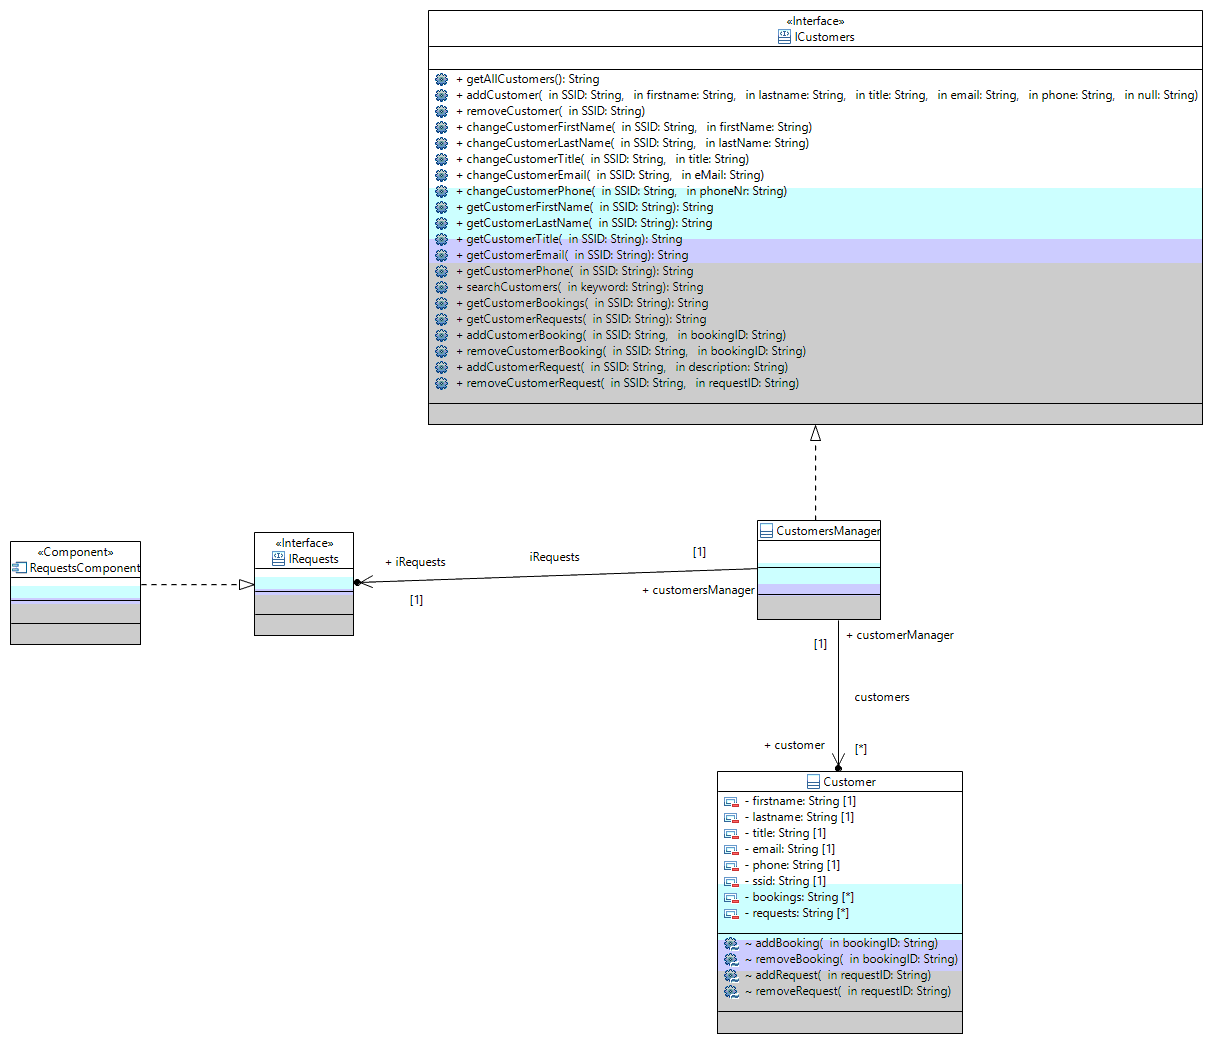 «Interface»
ICustomers
+ getAllCustomers(): String
+ addCustomer( in SSID: String, in firstname: String, in lastname: String, in title: String, in email: String, in phone: String, in null: String)
+ removeCustomer( in SSID: String)
+ changeCustomerFirstName( in SSID: String, in firstName: String)
+ changeCustomerLastName( in SSID: String, in lastName: String)
+ changeCustomerTitle( in SSID: String, in title: String)
+ changeCustomerEmail( in SSID: String, in eMail: String)
+ changeCustomerPhone( in SSID: String, in phoneNr: String)
+ getCustomerFirstName( in SSID: String): String
+ getCustomerLastName( in SSID: String): String
+ getCustomerTitle( in SSID: String): String
+ getCustomerEmail( in SSID: String): String
+ getCustomerPhone( in SSID: String): String
+ searchCustomers( in keyword: String): String
+ getCustomerBookings( in SSID: String): String
+ getCustomerRequests( in SSID: String): String
+ addCustomerBooking( in SSID: String, in bookingID: String)
+ removeCustomerBooking( in SSID: String, in bookingID: String)
+ addCustomerRequest( in SSID: String, in description: String)
+ removeCustomerRequest( in SSID: String, in requestID: String)
«Component»
RequestsComponent
«Interface»
IRequests
+ iRequests
[1]
iRequests
[1]
+ customersManager
CustomersManager
[1]
+ customerManager
customers
+ customer
[*]
Customer
- firstname: String [1]
- lastname: String [1]
- title: String [1]
- email: String [1]
- phone: String [1]
- ssid: String [1]
- bookings: String [*]
- requests: String [*]
~ addBooking( in bookingID: String)
~ removeBooking( in bookingID: String)
~ addRequest( in requestID: String)
~ removeRequest( in requestID: String)